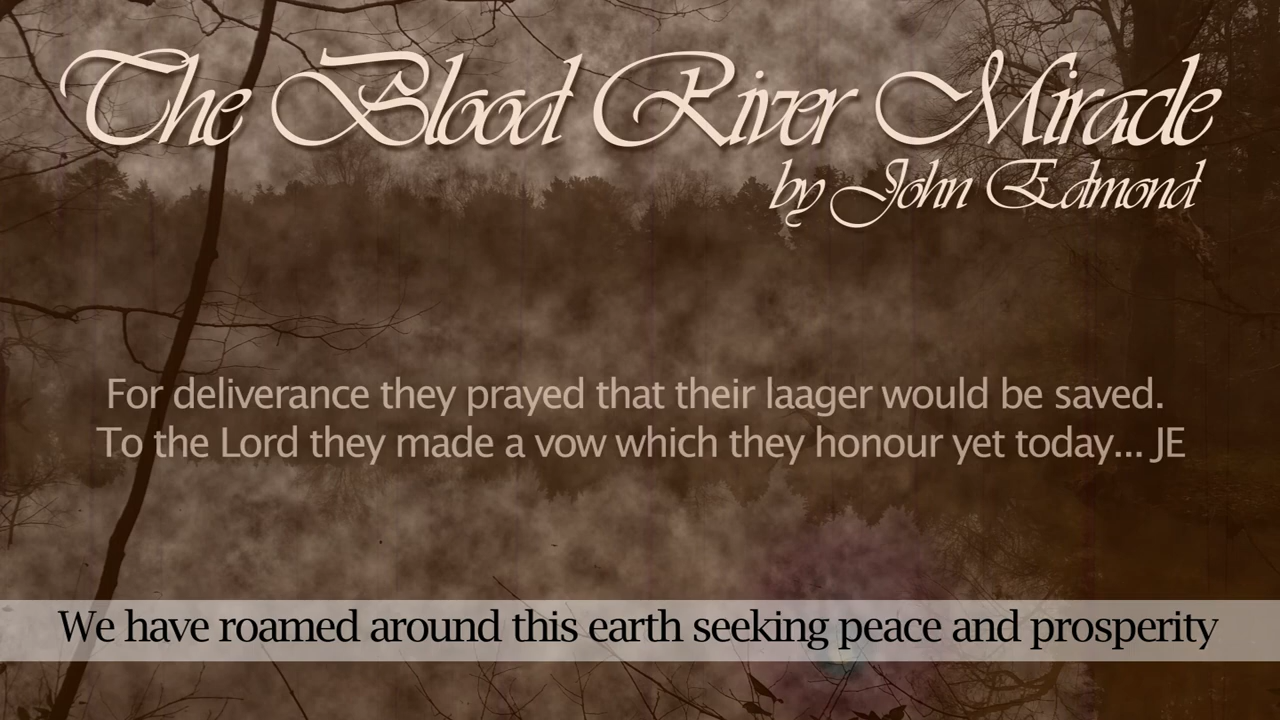 The Blood River Miracle
by John Edmond
For deliverance they prayed that their laager would be saved.
To the Lord they made a vow which they honour yet today... JE
We have roamed around this earth seeking peace and prosperity